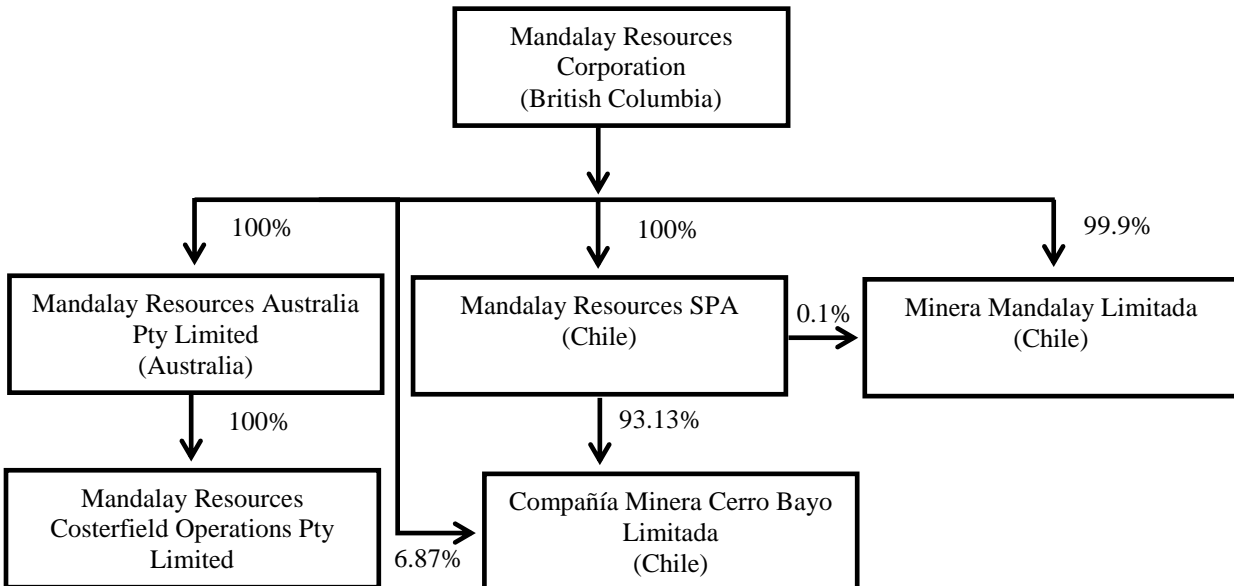 Mandalay Resources
Corporation
(British Columbia)
100%
100%
99.9%
Mandalay Resources Australia
Pty Limited
(Australia)
Mandalay Resources SPA
(Chile)
0.1%
Minera Mandalay Limitada
(Chile)
100%
93.13%
Mandalay Resources
Costerfield Operations Pty
Limited
6.87%
Compañía Minera Cerro Bayo
Limitada
(Chile)